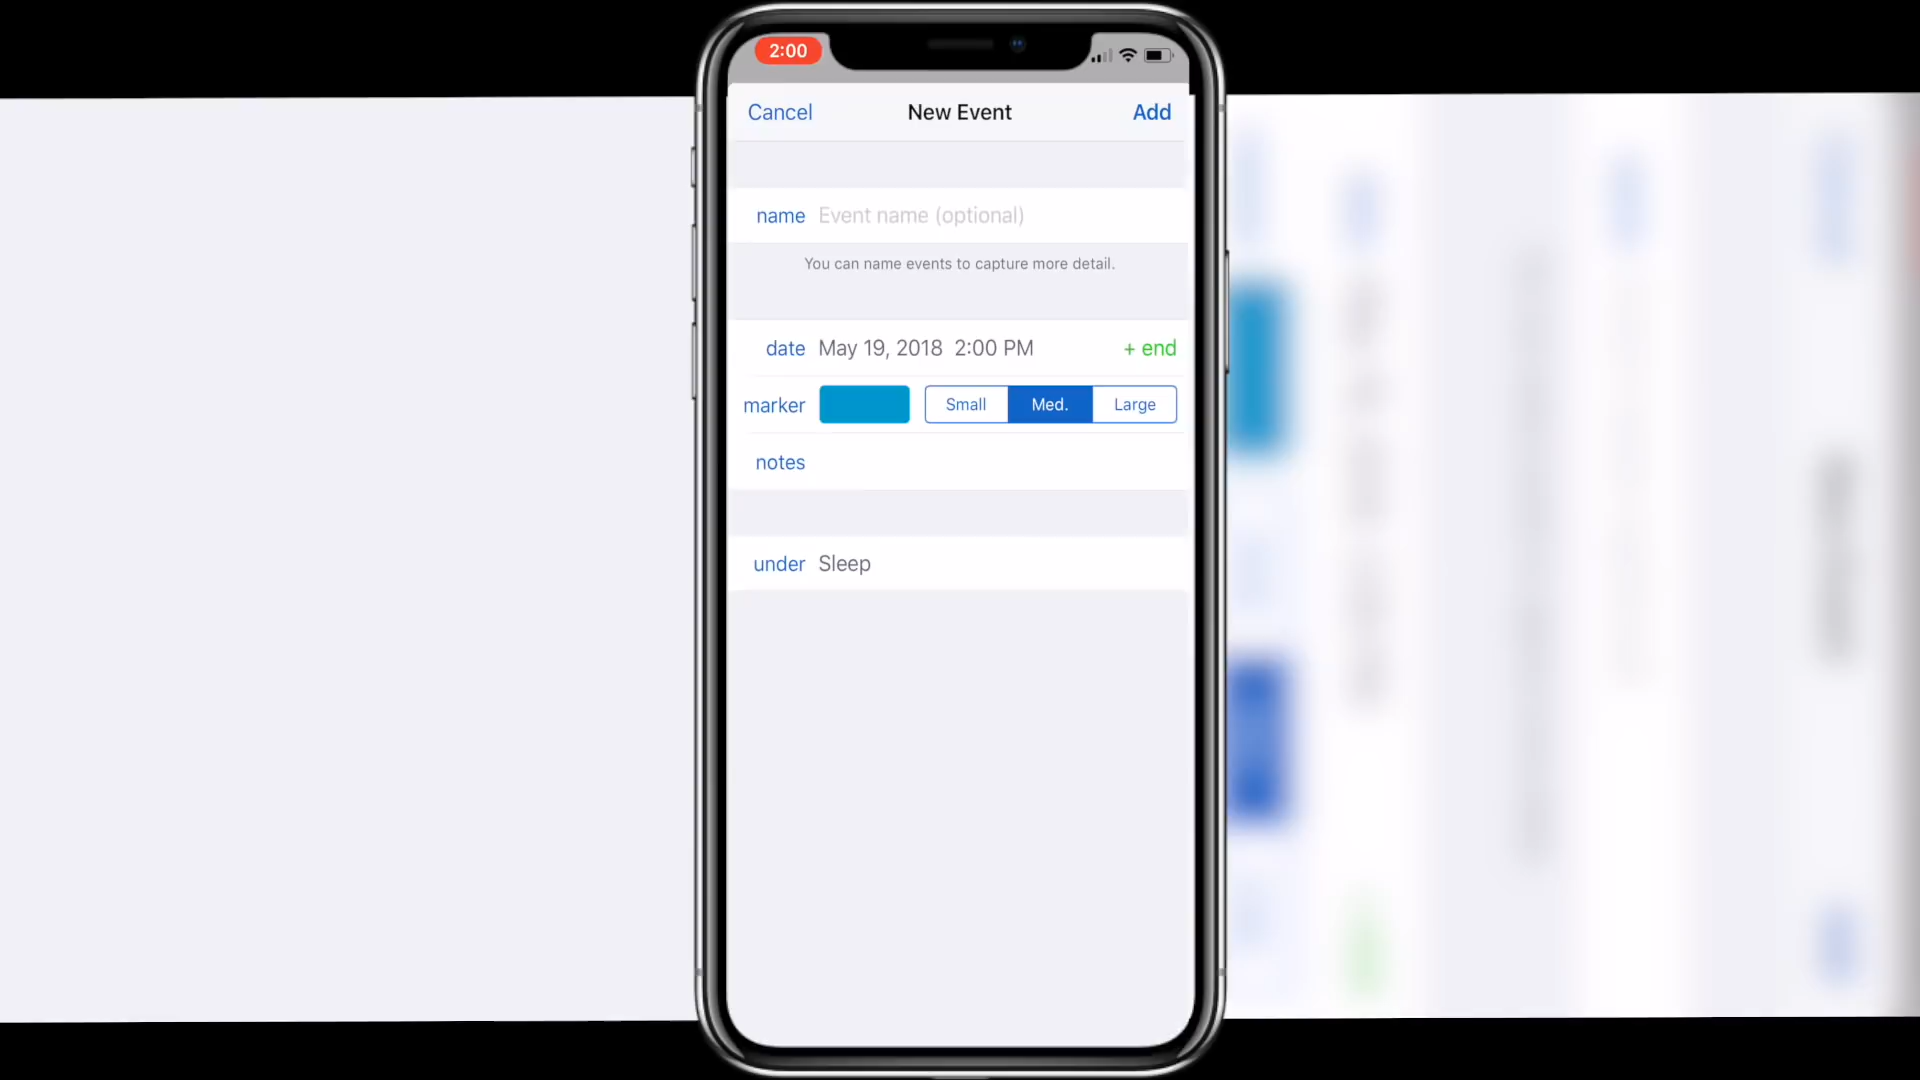 2:00
Cancel New Event Add
name Event name (optional)
You can name events to capture more detail.
date May 19, 2018 2:00 PM + end
marker Small Med. Large
notes
under Sleep